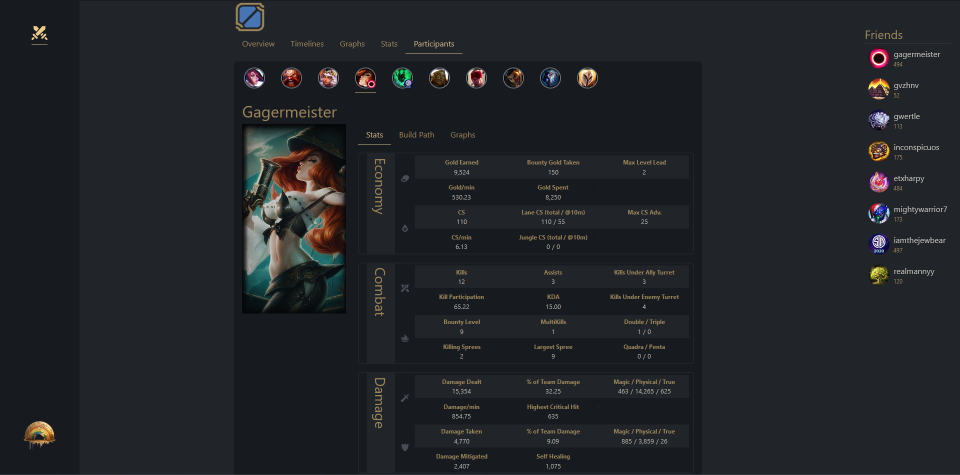 Overview Timelines Graphs Stats Participants
Gagermeister
Stats Build Path Graphs
Economy
Gold Earned Bounty Gold Taken Max Level Lead
9,524 150 2
Gold/min Gold Spent
530.23 8,250
CS Lane CS (total / @10m) Max CS Adv.
110 110 / 55 25
CS/min Jungle CS (total / @10m)
6.13 0 / 0
Combat
Kills Assists Kills Under Ally Turret
12 3 3
Kill Participation KDA Kills Under Enemy Turret
65.22 15.00 4
Bounty Level MultiKills Double / Triple
9 1 1 / 0
Killing Sprees Largest Spree Quadra / Penta
2 9 0 / 0
Damage
Damage Dealt % of Team Damage Magic / Physical / True
15,354 32.25 463 / 14,265 / 625
Damage/min Highest Critical Hit
854.75 635
Damage Taken % of Team Damage Magic / Physical / True
4,770 9.09 885 / 3,859 / 26
Damage Mitigated Self Healing
2,407 1,075
Friends
gagermeister
494
gvzhnv
52
gwertle
113
inconspicuos
175
etxharpy
484
mightywarrior7
173
iamthejewbear
497
realmannyy
120